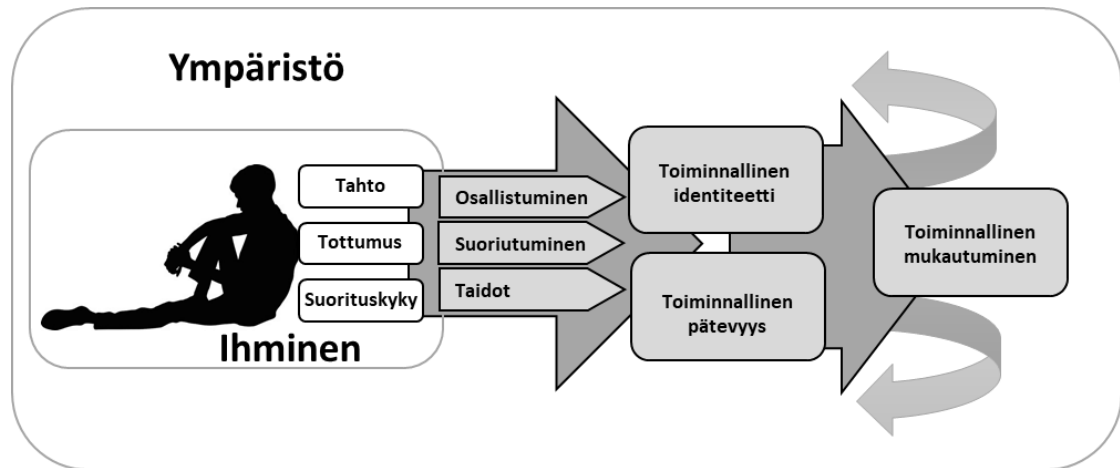 Ympäristö
Tahto
Tottumus
Suorituskyky
Ihminen
Osallistuminen
Suoriutuminen
Taidot
Toiminnallinen
identiteetti
Toiminnallinen
pätevyys
Toiminnallinen
mukautuminen